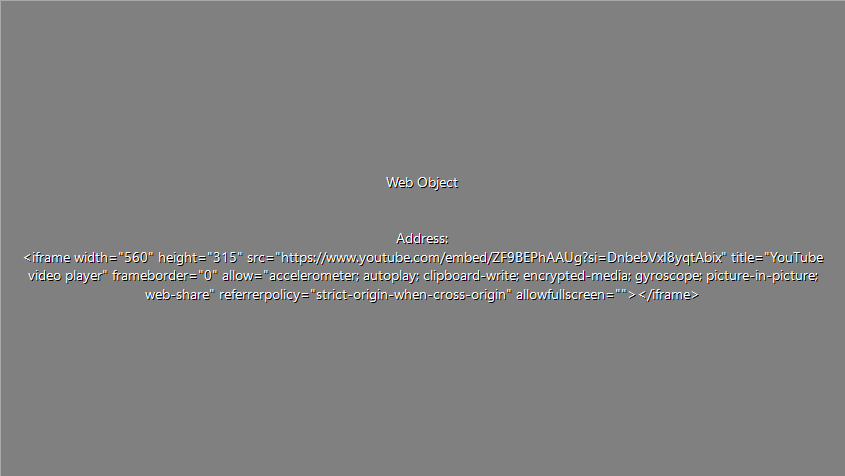 Web Object
Address:
<iframe width="560" height="315" src="https://www.youtube.com/embed/ZF9BEPhAAUg?si=DnbebVxI8yqtAbix" title="YouTube
video player" frameborder="0" allow="accelerometer; autoplay; clipboard-write; encrypted-media; gyroscope; picture-in-picture;
web-share" referrerpolicy="strict-origin-when-cross-origin" allowfullscreen=""></iframe>